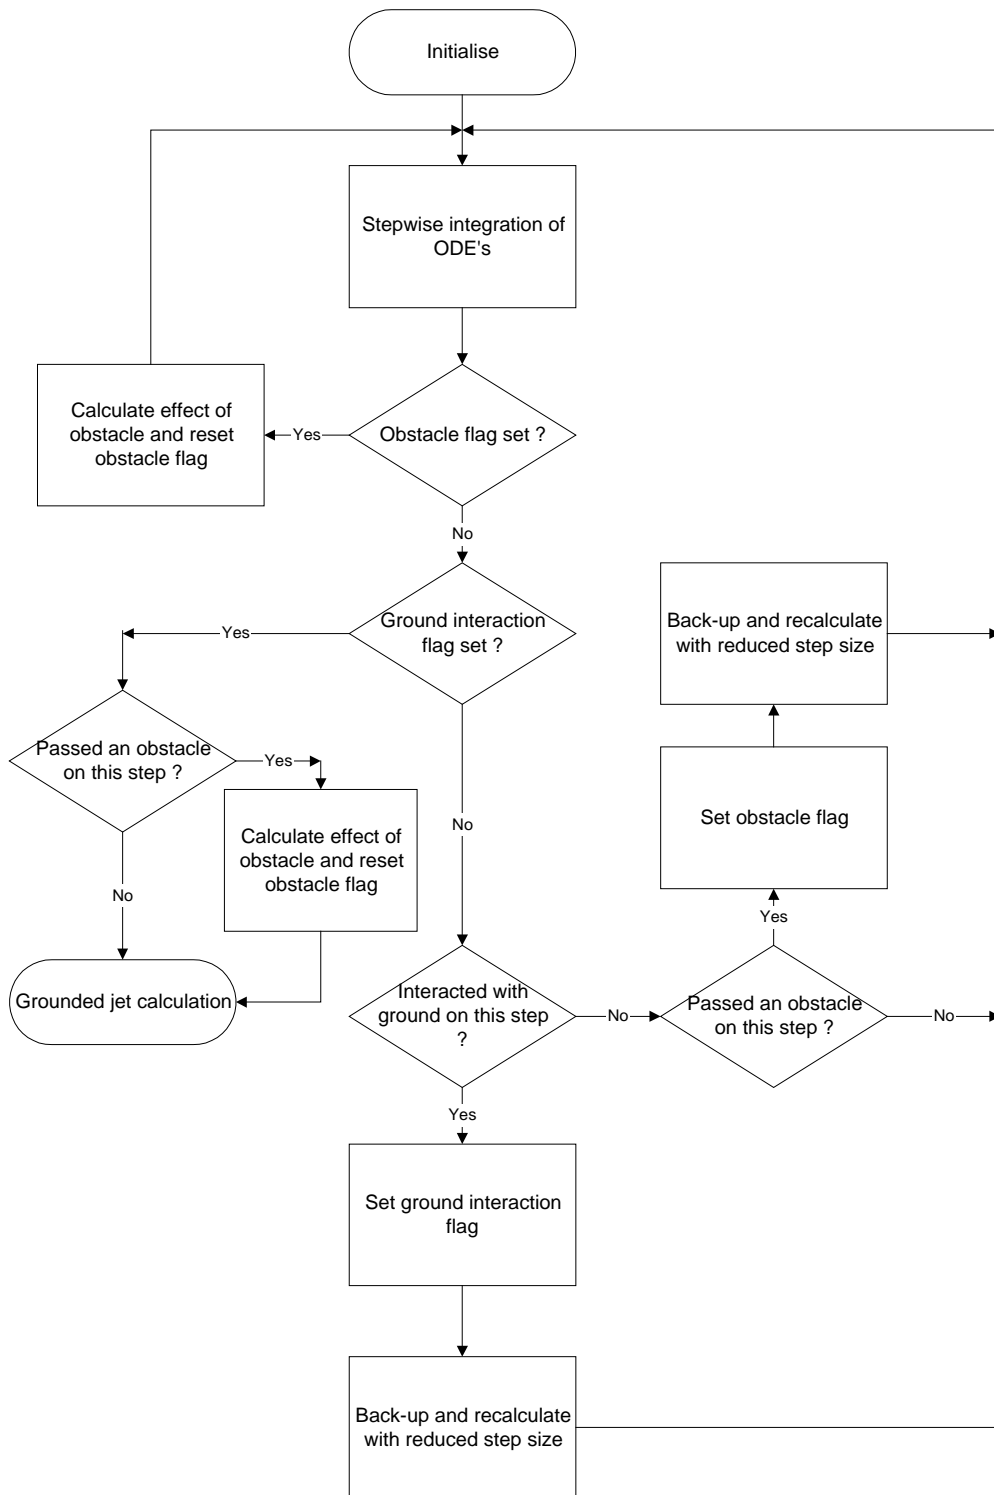 Initialise
Stepwise integration of
ODE's
Calculate effect of
obstacle and reset
obstacle flag
Yes
Obstacle flag set ?
No
Ground interaction
flag set ?
Yes
Back-up and recalculate
with reduced step size
Passed an obstacle
on this step ?
Yes
Calculate effect of
obstacle and reset
obstacle flag
No
Set obstacle flag
No
Yes
Grounded jet calculation
Interacted with
ground on this step
?
No
Passed an obstacle
on this step ?
No
Yes
Set ground interaction
flag
Back-up and recalculate
with reduced step size